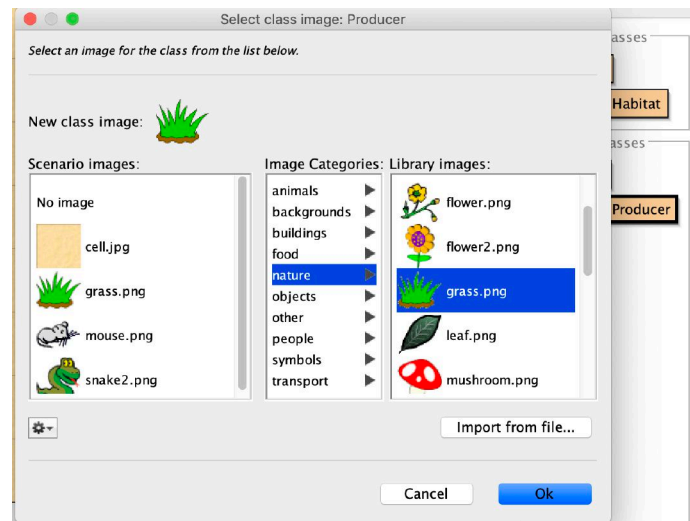 Select class image: Producer
Select an image for the class from the list below.
New class image:
Scenario images:
No image
cell.jpg
grass.png
mouse.png
snake2.png
Image Categories:
animals
backgrounds
buildings
food
nature
objects
other
people
symbols
transport
Library images:
flower.png
flower2.png
grass.png
leaf.png
mushroom.png
Import from file...
Cancel
Ok
asses
Habitat
asses
Producer